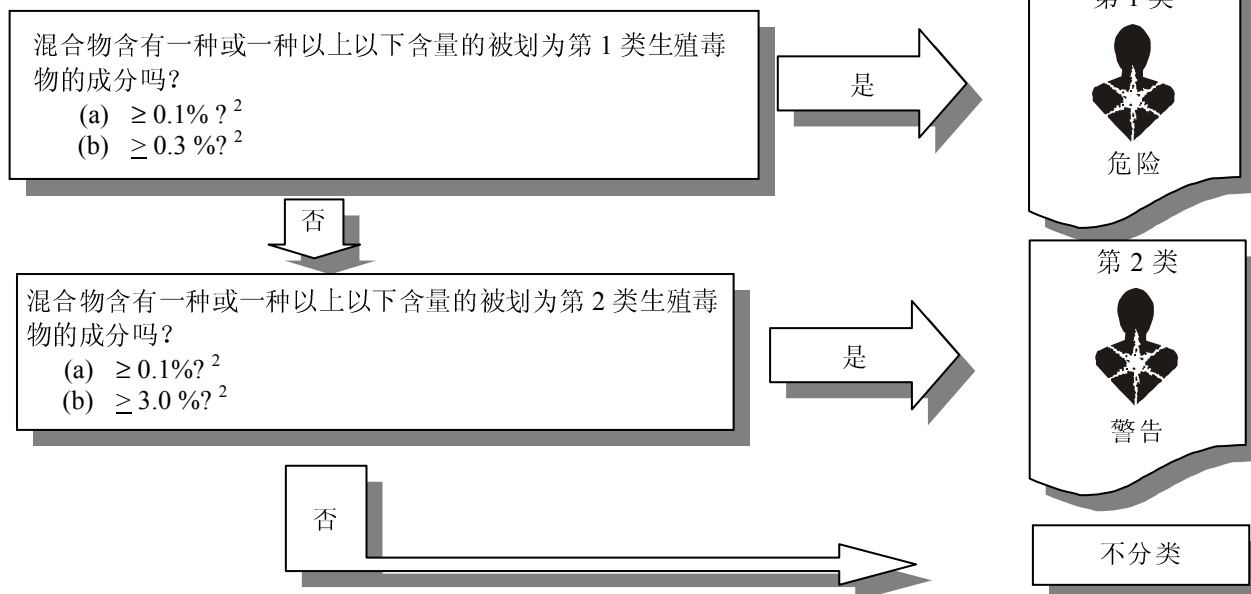 第 1 类
混合物含有一种或一种以上以下含量的被划为第 1 类生殖毒
物的成分吗？
(a) ≥ 0.1% ? 2
(b) ≥ 0.3 %? 2
是
危险
否
第 2 类
混合物含有一种或一种以上以下含量的被划为第 2 类生殖毒
物的成分吗？
(a) ≥ 0.1%? 2
(b) ≥ 3.0 %? 2
是
警告
否
不分类